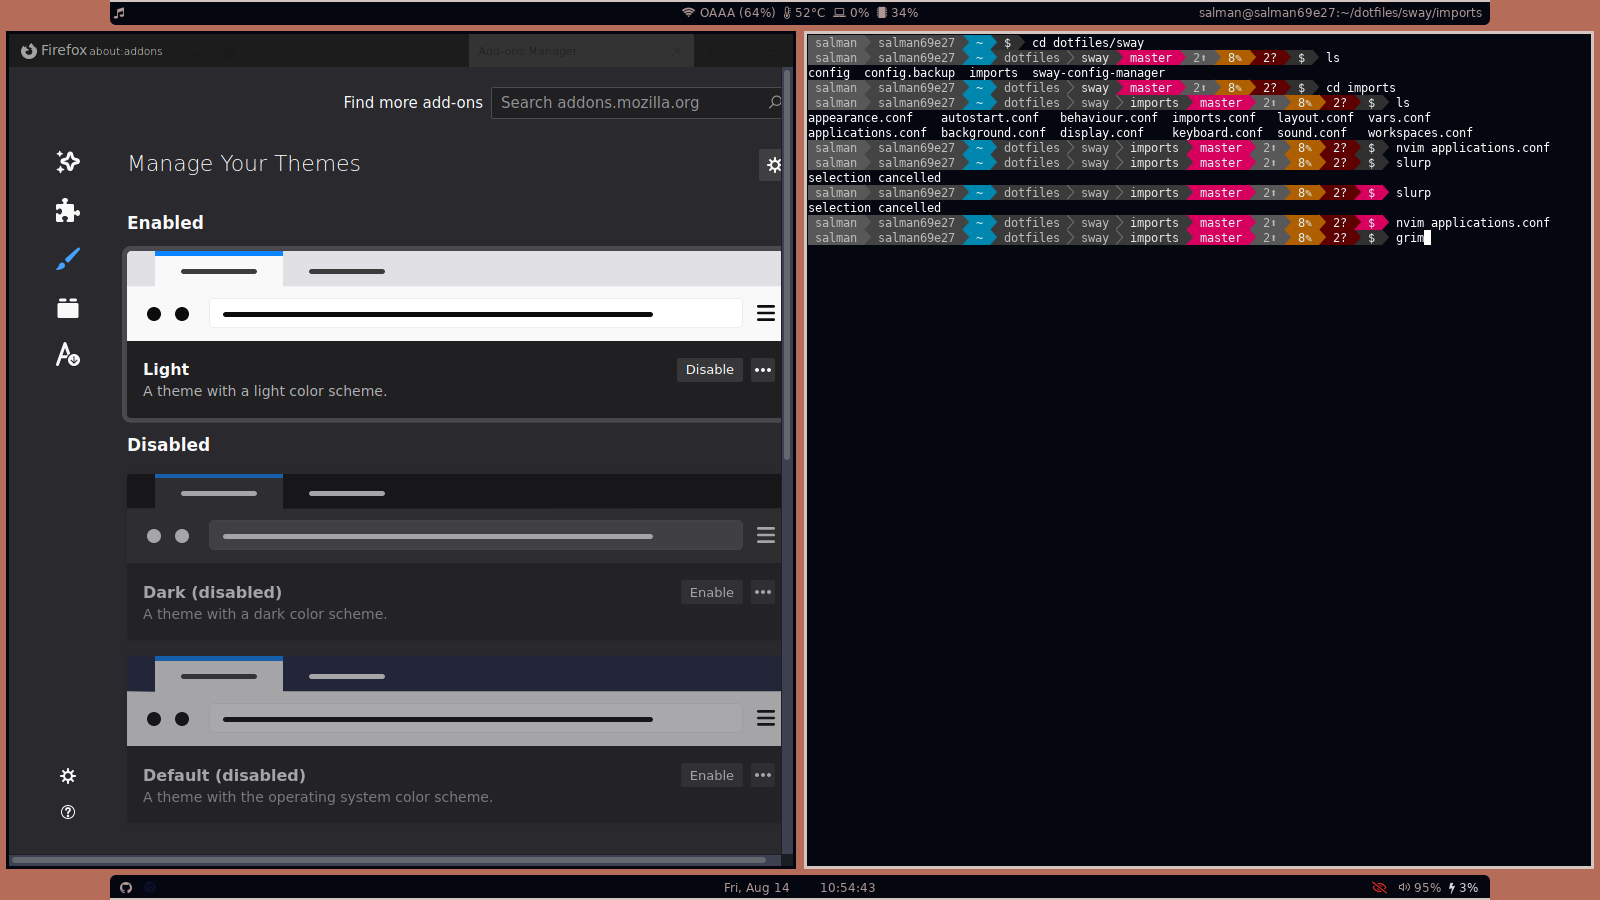 OAAA (64%) 52°C 0% 34%
salman@salman69e27:~/dotfiles/sway/imports
Firefox about:addons
Add-ons Manager
Find more add-ons
Search addons.mozilla.org
Manage Your Themes
Enabled
Light
A theme with a light color scheme.
Disable
Disabled
Dark (disabled)
A theme with a dark color scheme.
Enable
Default (disabled)
A theme with the operating system color scheme.
Enable
salman salman69e27 ~ $ cd dotfiles/sway
salman salman69e27 ~ dotfiles sway master 2⬆ 8✎ 2? $ ls
config config.backup imports sway-config-manager
salman salman69e27 ~ dotfiles sway master 2⬆ 8✎ 2? $ cd imports
salman salman69e27 ~ dotfiles sway imports master 2⬆ 8✎ 2? $ ls
appearance.conf autostart.conf behaviour.conf imports.conf layout.conf vars.conf
applications.conf background.conf display.conf keyboard.conf sound.conf workspaces.conf
salman salman69e27 ~ dotfiles sway imports master 2⬆ 8✎ 2? $ nvim applications.conf
salman salman69e27 ~ dotfiles sway imports master 2⬆ 8✎ 2? $ slurp
selection cancelled
salman salman69e27 ~ dotfiles sway imports master 2⬆ 8✎ 2? $ slurp
selection cancelled
salman salman69e27 ~ dotfiles sway imports master 2⬆ 8✎ 2? $ nvim applications.conf
salman salman69e27 ~ dotfiles sway imports master 2⬆ 8✎ 2? $ grim
Fri, Aug 14 10:54:43
95% 3%